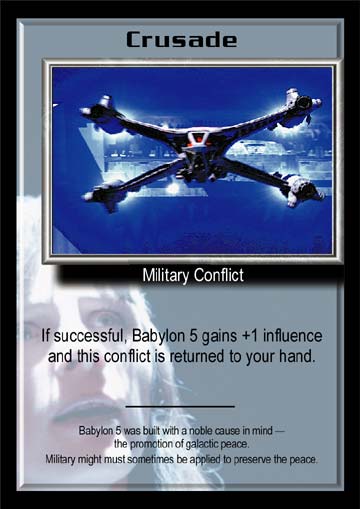 Crusade
Military Conflict
If successful, Babylon 5 gains +1 influence
and this conflict is returned to your hand.
Babylon 5 was built with a noble cause in mind —
the promotion of galactic peace.
Military might must sometimes be applied to preserve the peace.